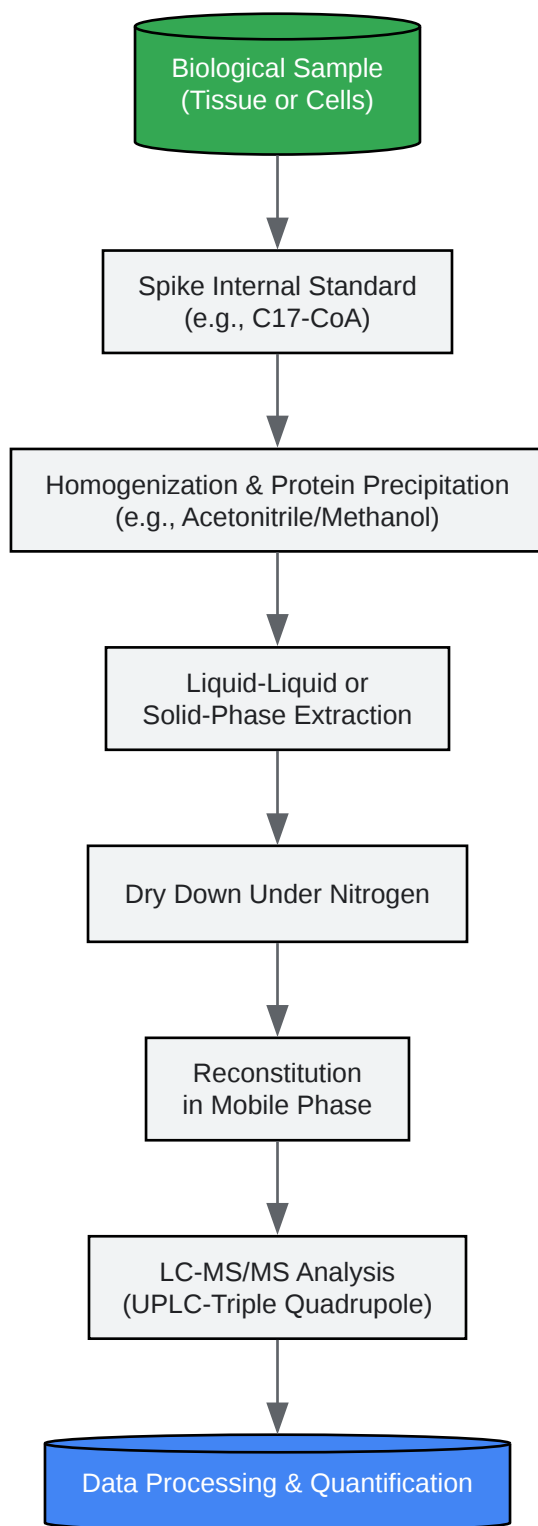 Biological Sample
(Tissue or Cells)
Spike Internal Standard
(e.g., C17-CoA)
Homogenization & Protein Precipitation
(e.g., Acetonitrile/Methanol)
Liquid-Liquid or
Solid-Phase Extraction
Dry Down Under Nitrogen
Reconstitution
in Mobile Phase
LC-MS/MS Analysis
(UPLC-Triple Quadrupole)
Data Processing & Quantification